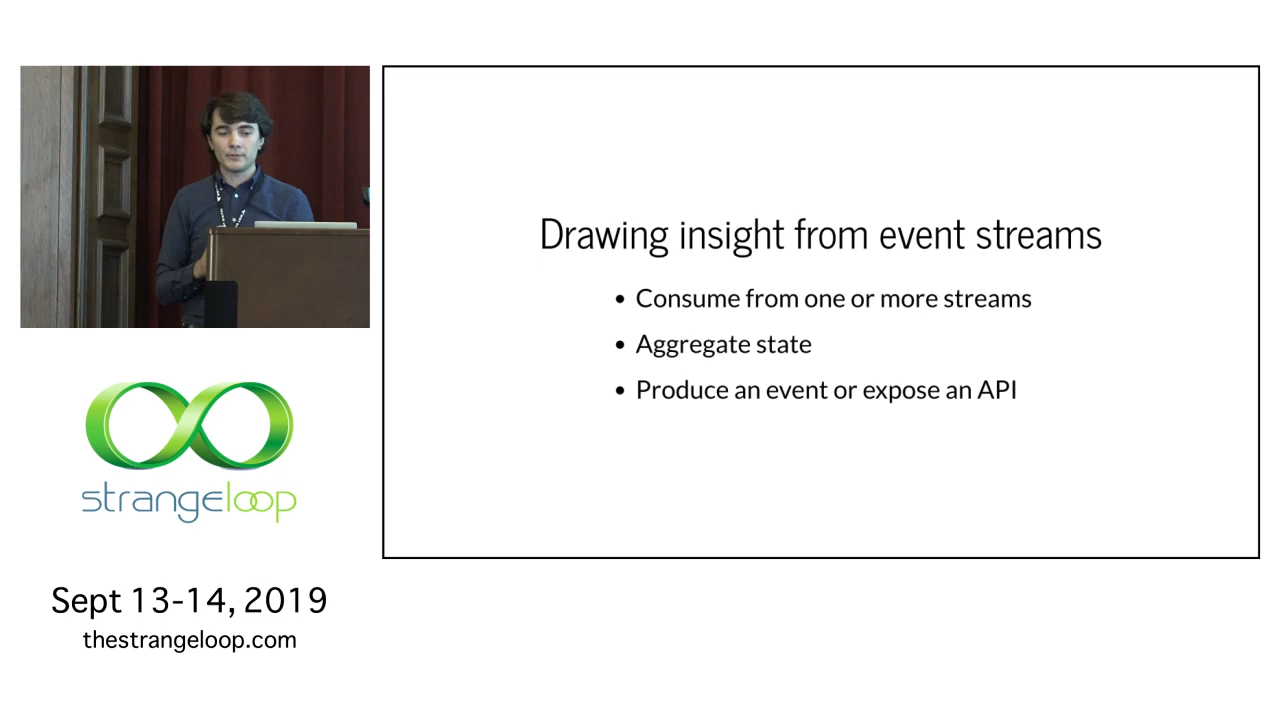 Drawing insight from event streams
• Consume from one or more streams
• Aggregate state
• Produce an event or expose an API
strangeloop
Sept 13-14, 2019
thestrangeloop.com